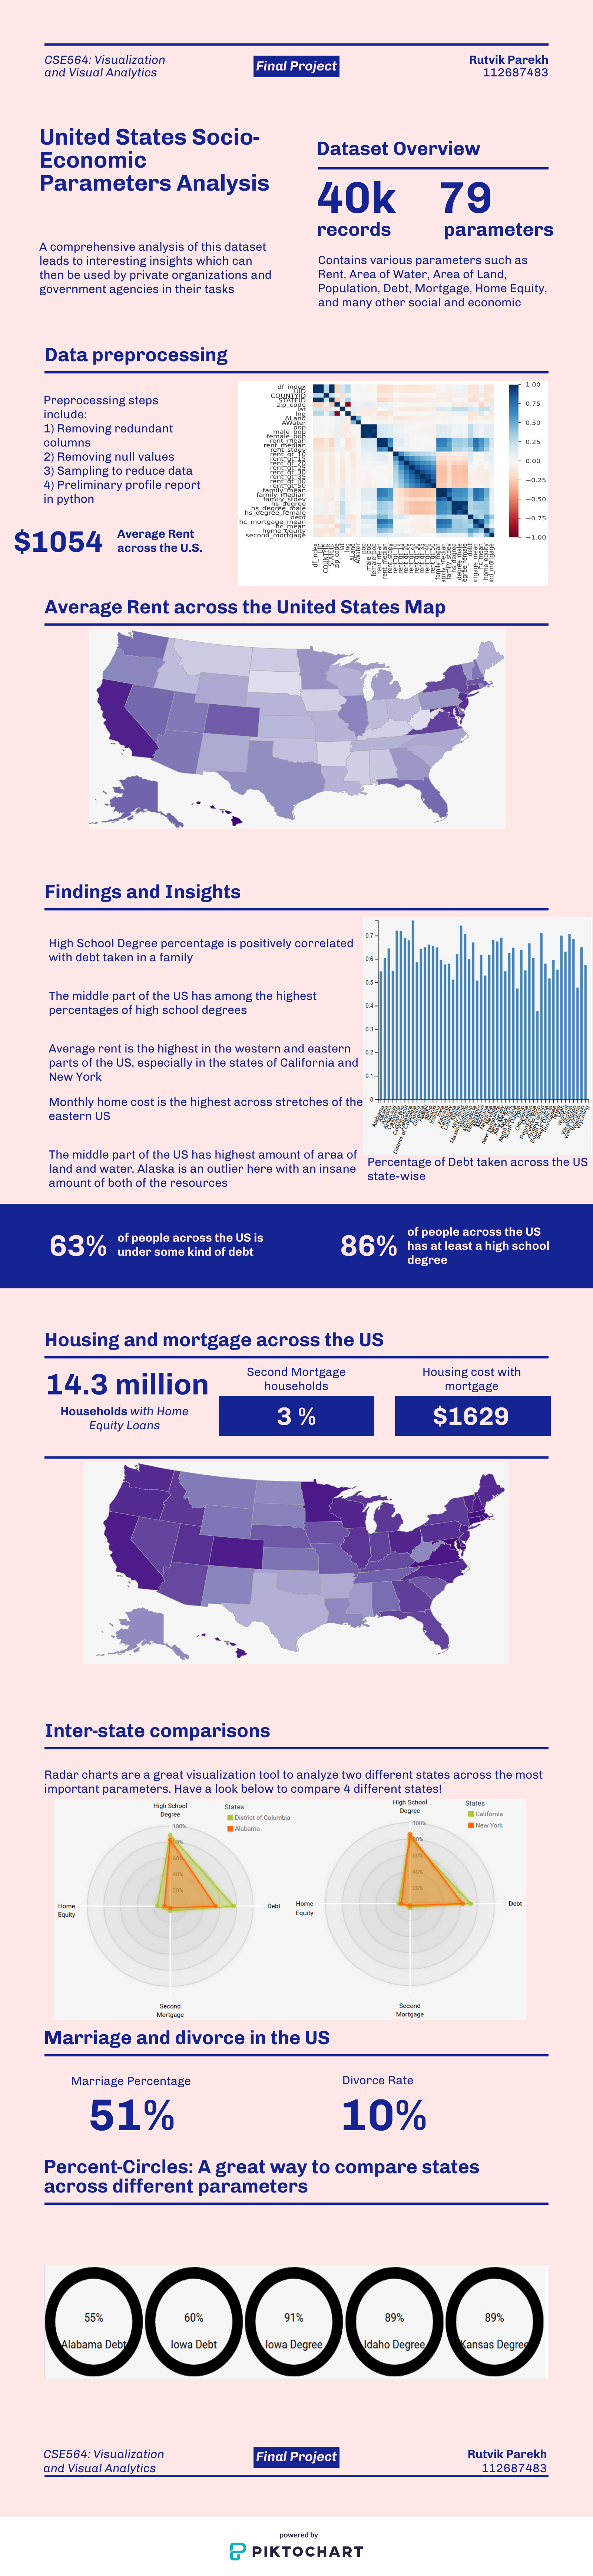 CSE564: Visualization
and Visual Analytics
Final Project
Rutvik Parekh
112687483
United States Socio-
Economic
Parameters Analysis
A comprehensive analysis of this dataset
leads to interesting insights which can
then be used by private organizations and
government agencies in their tasks
Dataset Overview
40k
records
79
parameters
Contains various parameters such as
Rent, Area of Water, Area of Land,
Population, Debt, Mortgage, Home Equity,
and many other social and economic
Data preprocessing
Preprocessing steps
include:
1) Removing redundant
columns
2) Removing null values
3) Sampling to reduce data
4) Preliminary profile report
in python
$1054
Average Rent
across the U.S.
df_index
UID
COUNTYID
STATEID
zip_code
lat
lng
ALand
AWater
pop
male_pop
female_pop
rent_mean
rent_median
rent_stdev
rent_gt_10
rent_gt_15
rent_gt_20
rent_gt_25
rent_gt_30
rent_gt_35
rent_gt_40
rent_gt_50
family_mean
family_median
family_stdev
hs_degree
hs_degree_male
hs_degree_female
debt
hc_mortgage_mean
hc_mean
home_equity
second_mortgage
1.00
0.75
0.50
0.25
0.00
−0.25
−0.50
−0.75
−1.00
Average Rent across the United States Map
Findings and Insights
High School Degree percentage is positively correlated
with debt taken in a family
The middle part of the US has among the highest
percentages of high school degrees
Average rent is the highest in the western and eastern
parts of the US, especially in the states of California and
New York
Monthly home cost is the highest across stretches of the
eastern US
The middle part of the US has highest amount of area of
land and water. Alaska is an outlier here with an insane
amount of both of the resources
0.7
0.6
0.5
0.4
0.3
0.2
0.1
0
Percentage of Debt taken across the US
state-wise
63%
of people across the US is
under some kind of debt
86%
of people across the US
has at least a high school
degree
Housing and mortgage across the US
14.3 million
Households with Home
Equity Loans
Second Mortgage
households
3 %
Housing cost with
mortgage
$1629
Inter-state comparisons
Radar charts are a great visualization tool to analyze two different states across the most
important parameters. Have a look below to compare 4 different states!
High School
Degree
States
District of Columbia
Alabama
100%
80%
60%
40%
20%
Home
Equity
Debt
Second
Mortgage
High School
Degree
States
California
New York
100%
80%
60%
40%
20%
Home
Equity
Debt
Second
Mortgage
Marriage and divorce in the US
Marriage Percentage
51%
Divorce Rate
10%
Percent-Circles: A great way to compare states
across different parameters
55%
Alabama Debt
60%
Iowa Debt
91%
Iowa Degree
89%
Idaho Degree
89%
Kansas Degree
CSE564: Visualization
and Visual Analytics
Final Project
Rutvik Parekh
112687483
powered by
PIKTOCHART